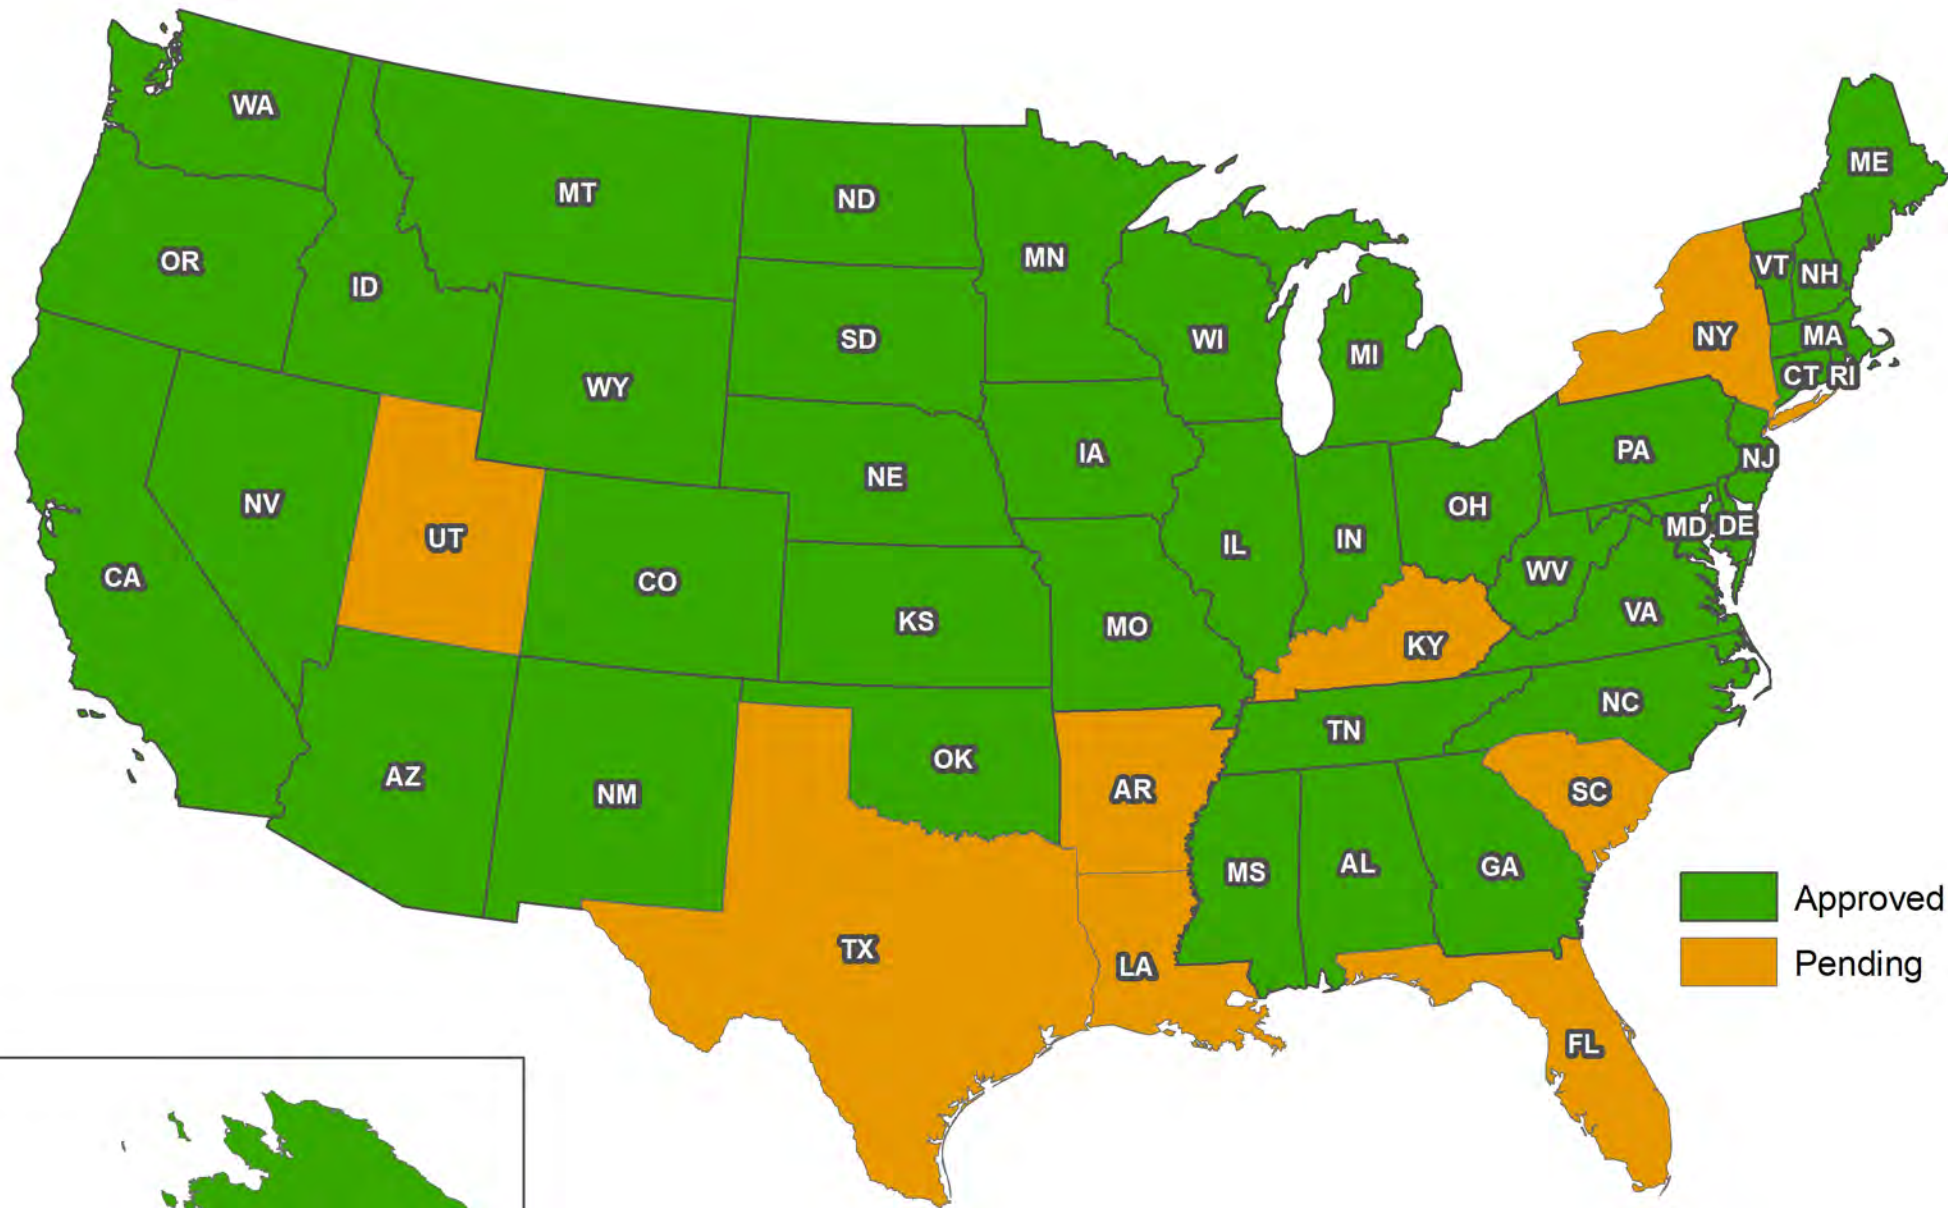 WA
MT
ND
MN
ME
OR
ID
SD
WI
MI
VT
NH
NY
MA
CT
RI
WY
IA
NE
PA
NJ
NV
UT
CO
IL
IN
OH
MD
DE
WV
VA
CA
KS
MO
KY
NC
TN
AZ
NM
OK
AR
SC
MS
AL
GA
TX
LA
FL
Approved
Pending